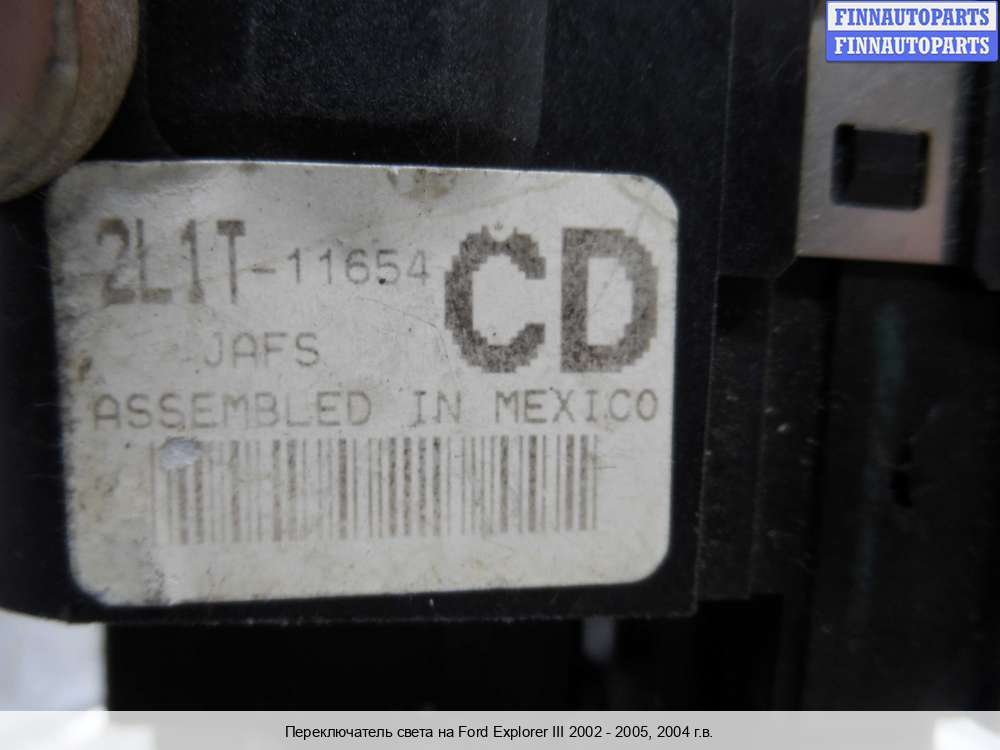 FINNAUTOPARTS
FINNAUTOPARTS
2L1T-11654 CD
JAFS
ASSEMBLED IN MEXICO
Переключатель света на Ford Explorer III 2002 - 2005, 2004 г.в.